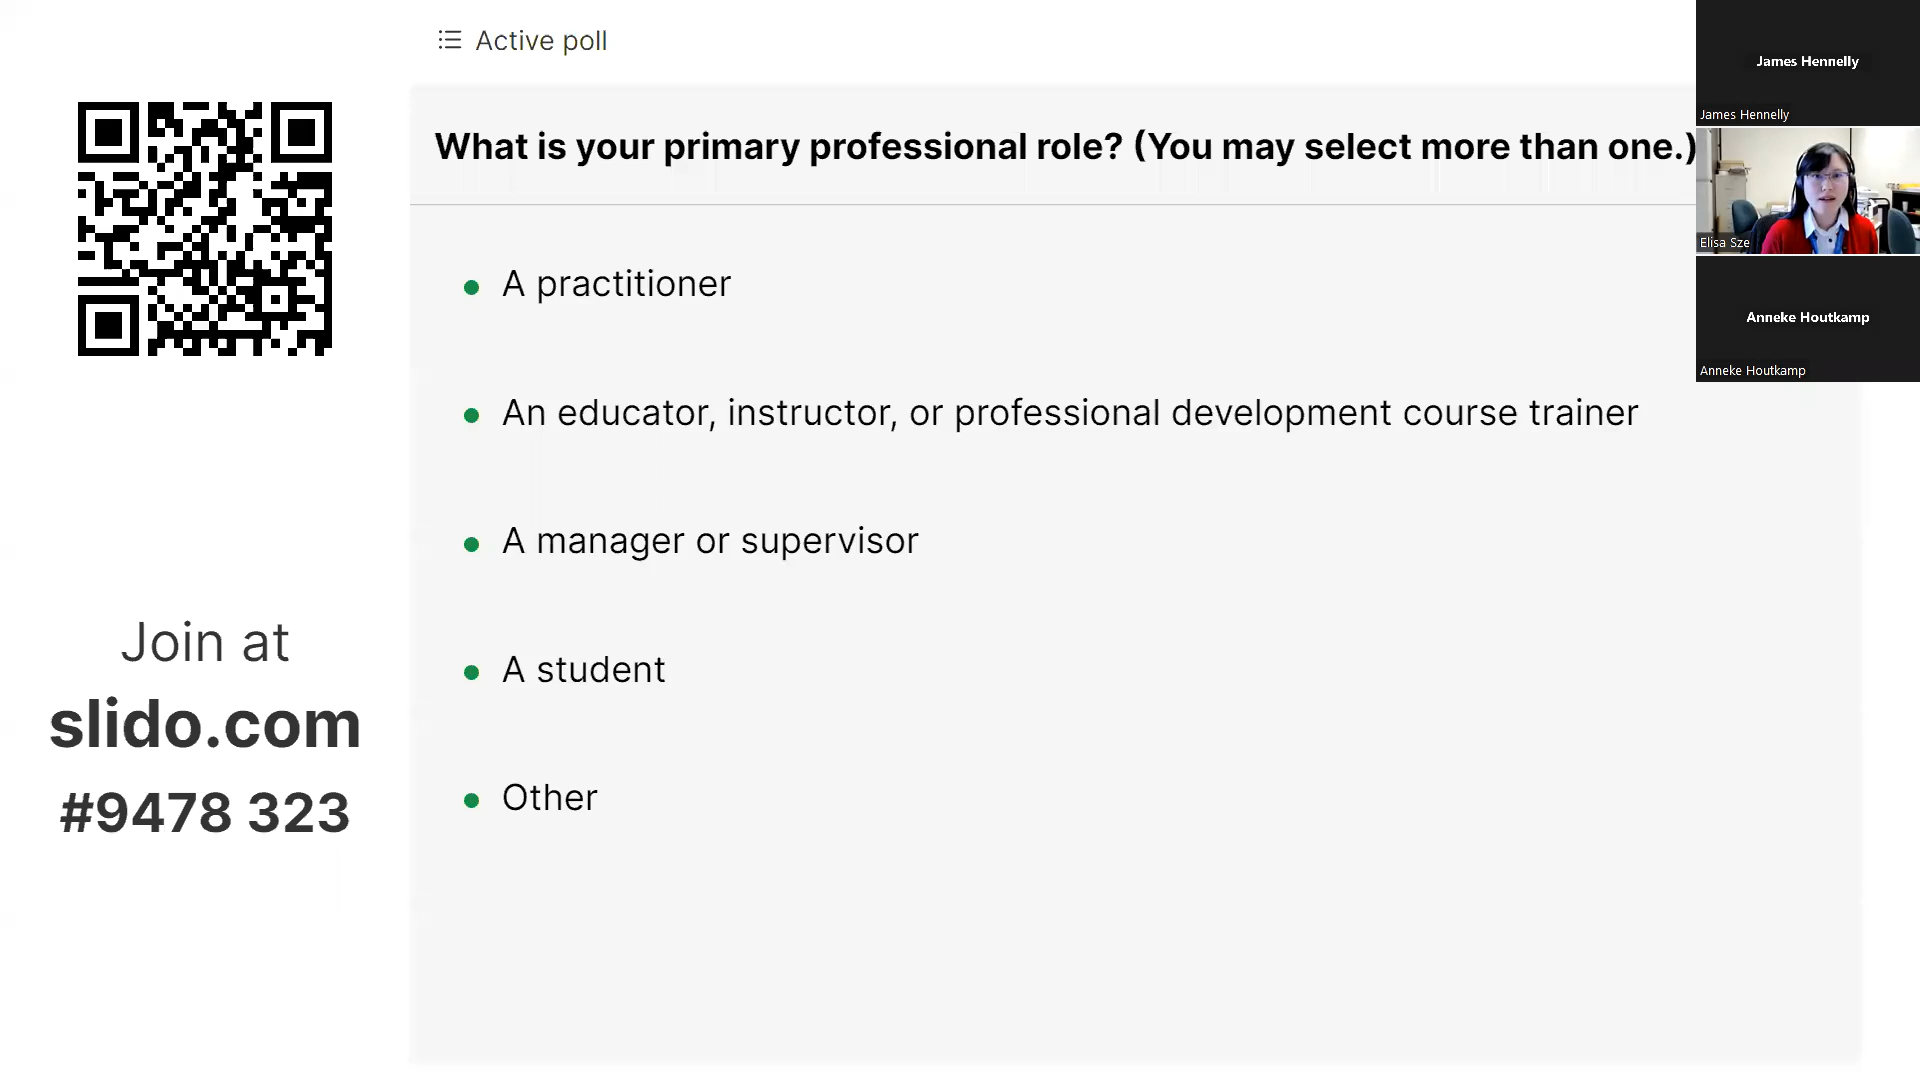 Active poll
What is your primary professional role? (You may select more than one.)
A practitioner
An educator, instructor, or professional development course trainer
A manager or supervisor
A student
Other
Join at
slido.com
#9478 323
James Hennelly
James Hennelly
Elisa Sze
Anneke Houtkamp
Anneke Houtkamp